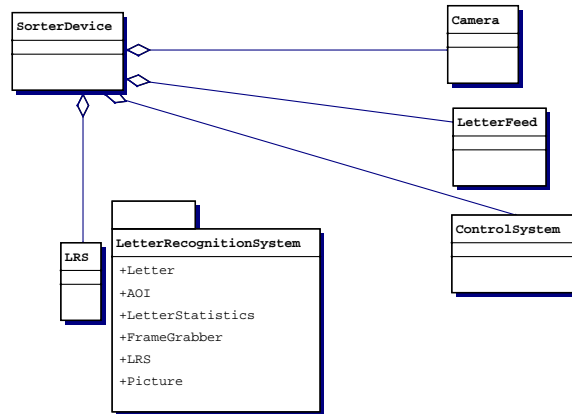 SorterDevice
Camera
LetterFeed
ControlSystem
LRS
LetterRecognitionSystem
+Letter
+AOI
+LetterStatistics
+FrameGrabber
+LRS
+Picture